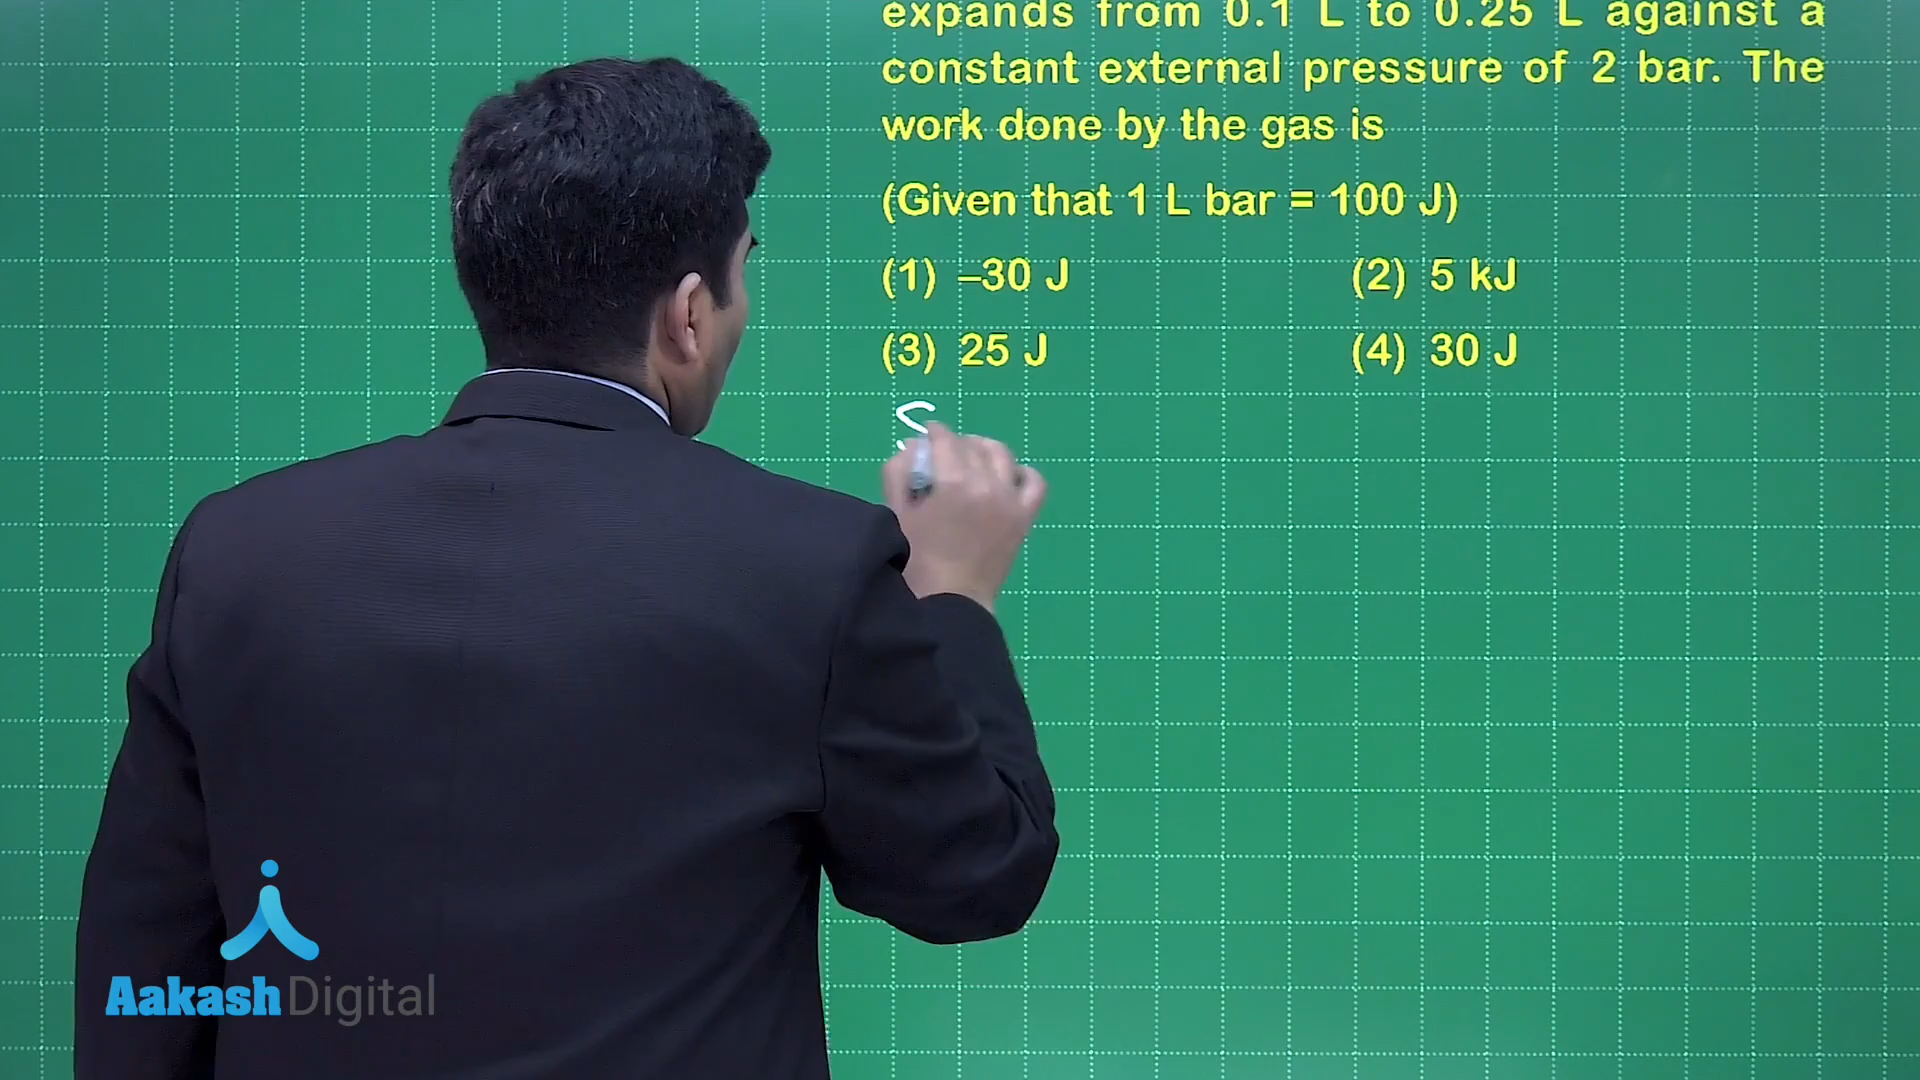 expands from 0.1 L to 0.25 L against a
constant external pressure of 2 bar. The
work done by the gas is
(Given that 1 L bar = 100 J)
(1) –30 J (2) 5 kJ
(3) 25 J (4) 30 J
S
Aakash Digital